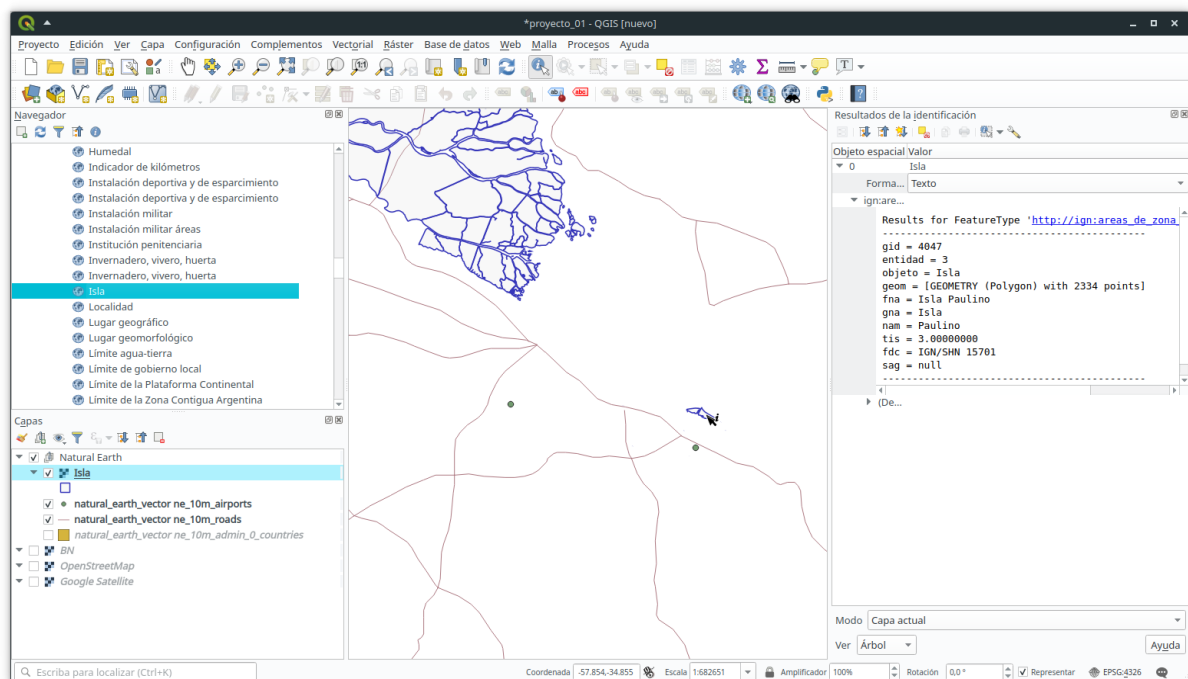 *proyecto_01 - QGIS [nuevo]
Proyecto Edición Ver Capa Configuración Complementos Vectorial Ráster Base de datos Web Malla Procesos Ayuda
Navegador
Humedal
Indicador de kilómetros
Instalación deportiva y de esparcimiento
Instalación deportiva y de esparcimiento
Instalación militar
Instalación militar áreas
Institución penitenciaria
Invernadero, vivero, huerta
Invernadero, vivero, huerta
Isla
Localidad
Lugar geográfico
Lugar geomorfológico
Límite agua-tierra
Límite de gobierno local
Límite de la Plataforma Continental
Límite de la Zona Contigua Argentina
Capas
Natural Earth
Isla
natural_earth_vector ne_10m_airports
natural_earth_vector ne_10m_roads
natural_earth_vector ne_10m_admin_0_countries
BN
OpenStreetMap
Google Satellite
Resultados de la identificación
Objeto espacial Valor
0 Isla
Forma... Texto
ign:are...
Results for FeatureType 'http://ign:areas_de_zona_
--------------------------------------------
gid = 4047
entidad = 3
objeto = Isla
geom = [GEOMETRY (Polygon) with 2334 points]
fna = Isla Paulino
gna = Isla
nam = Paulino
tis = 3.00000000
fdc = IGN/SHN 15701
sag = null
--------------------------------------------
(De...
Modo Capa actual
Ver Árbol Ayuda
Escriba para localizar (Ctrl+K) Coordenada -57.854,-34.855 Escala 1:682651 Amplificador 100% Rotación 0,0 ° Representar EPSG:4326